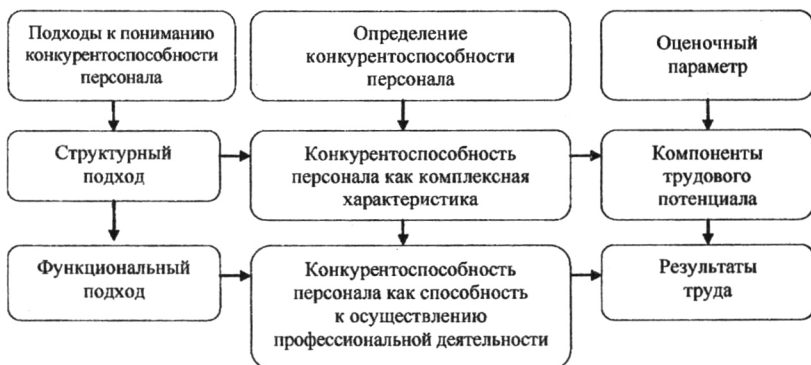 Подходы к пониманию
конкурентоспособности
персонала
Определение
конкурентоспособности
персонала
Оценочный
параметр
Структурный
подход
Конкурентоспособность
персонала как комплексная
характеристика
Компоненты
трудового
потенциала
Функциональный
подход
Конкурентоспособность
персонала как способность
к осуществлению
профессиональной деятельности
Результаты
труда